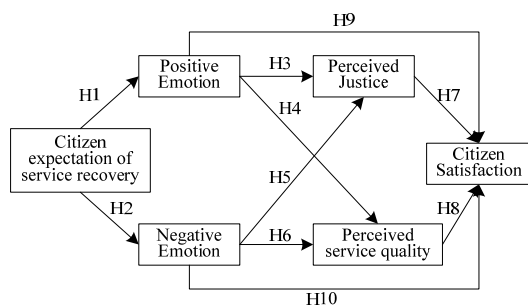 H9
Positive
Emotion
H3
Perceived
Justice
H1
H4
H7
Citizen
expectation of
service recovery
Citizen
Satisfaction
H5
H2
H8
Negative
Emotion
H6
Perceived
service quality
H10